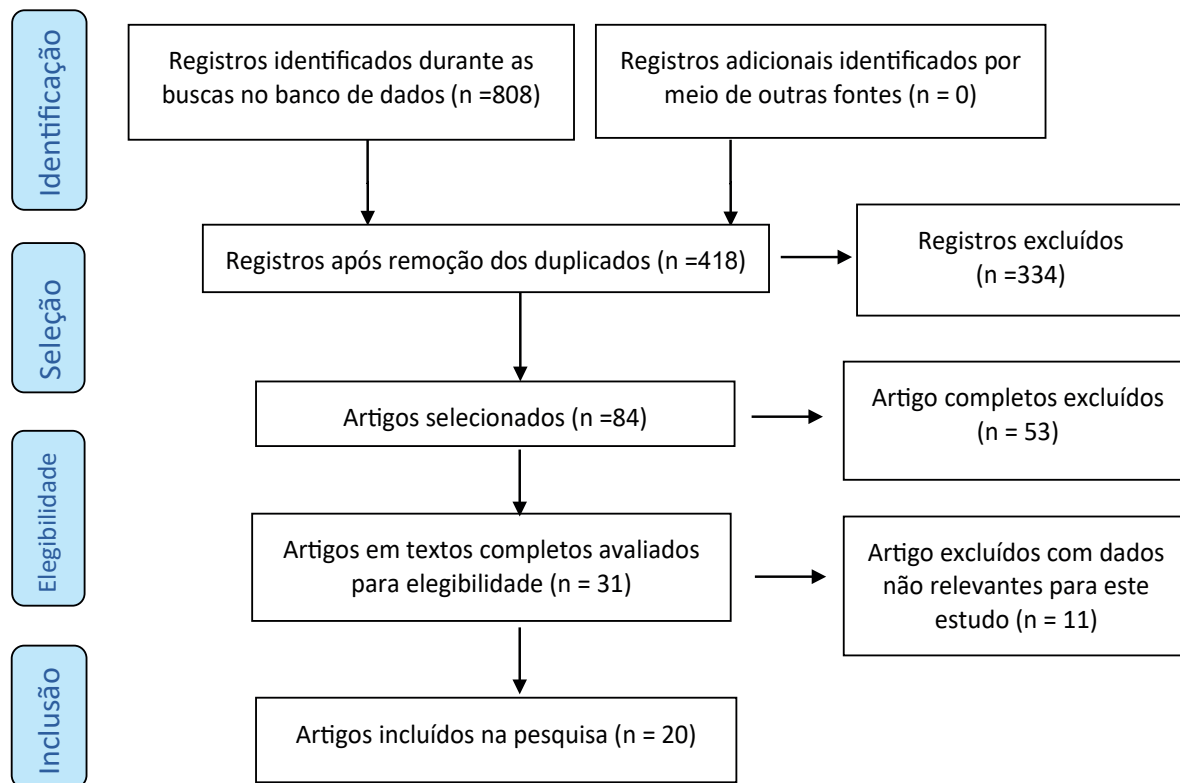 Identificação
Registros identificados durante as
buscas no banco de dados (n =808)
Registros adicionais identificados por
meio de outras fontes (n = 0)
Registros após remoção dos duplicados (n =418)
Registros excluídos
(n =334)
Seleção
Artigos selecionados (n =84)
Artigo completos excluídos
(n = 53)
Elegibilidade
Artigos em textos completos avaliados
para elegibilidade (n = 31)
Artigo excluídos com dados
não relevantes para este
estudo (n = 11)
Inclusão
Artigos incluídos na pesquisa (n = 20)